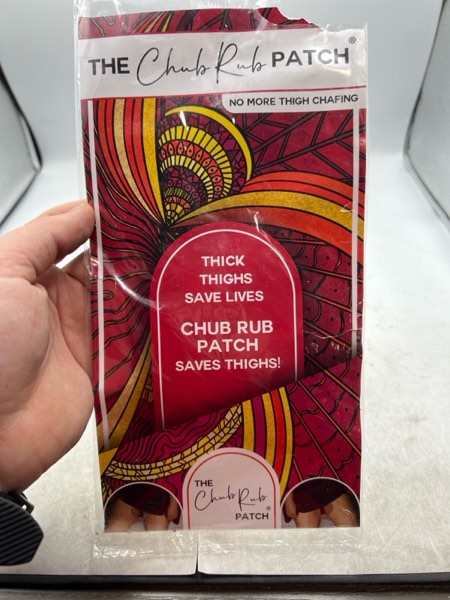 THE Chub Rub PATCH®
NO MORE THIGH CHAFING
THICK
THIGHS
SAVE LIVES
CHUB RUB
PATCH
SAVES THIGHS!
THE
Chub Rub
PATCH®